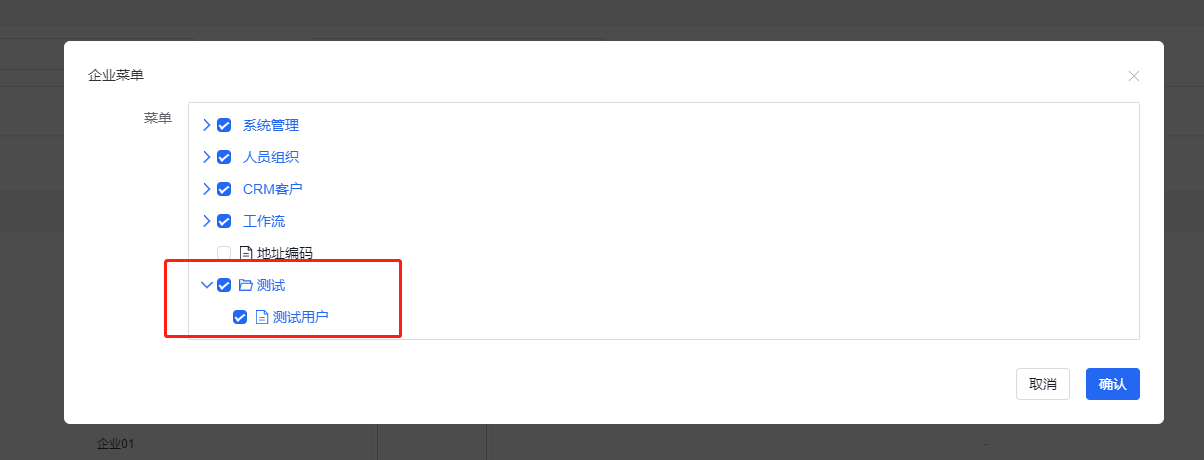 企业菜单
菜单
系统管理
人员组织
CRM客户
工作流
地址编码
测试
测试用户
取消
确认
企业01
-